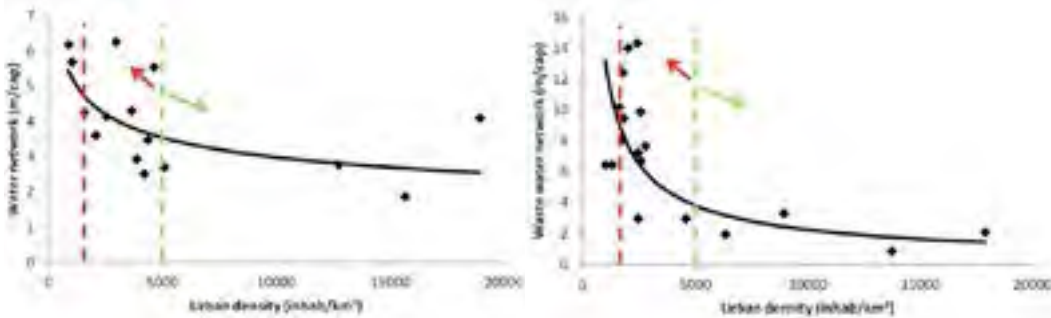 7
6
5
4
3
2
1
0
Water network (m/cap)
0 5000 10000 15000 20000
Urban density (inhab/km²)
16
14
12
10
8
6
4
2
0
Waste water network (m/cap)
0 5000 10000 15000 20000
Urban density (inhab/km²)